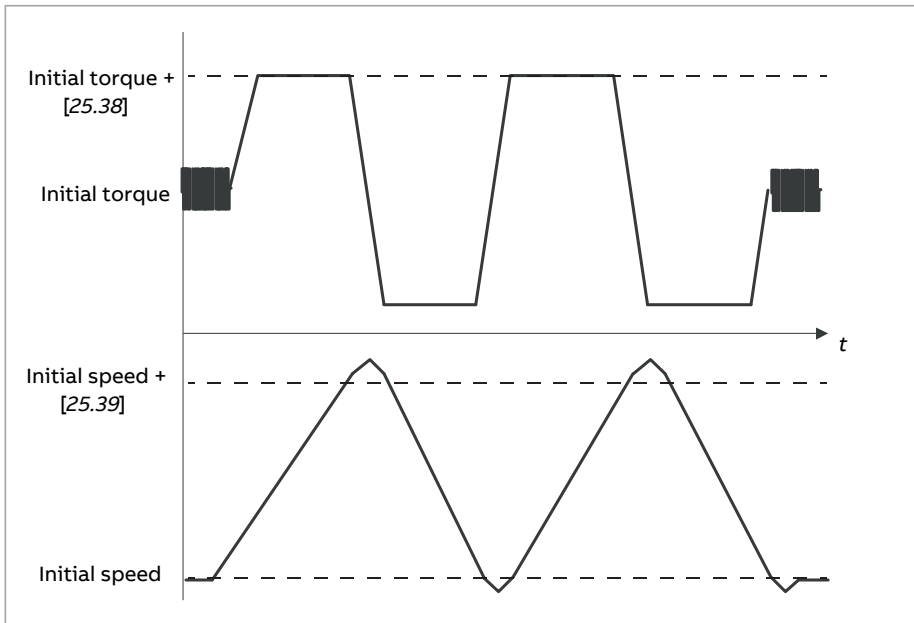 Initial torque +
[25.38]
Initial torque
t
Initial speed +
[25.39]
Initial speed